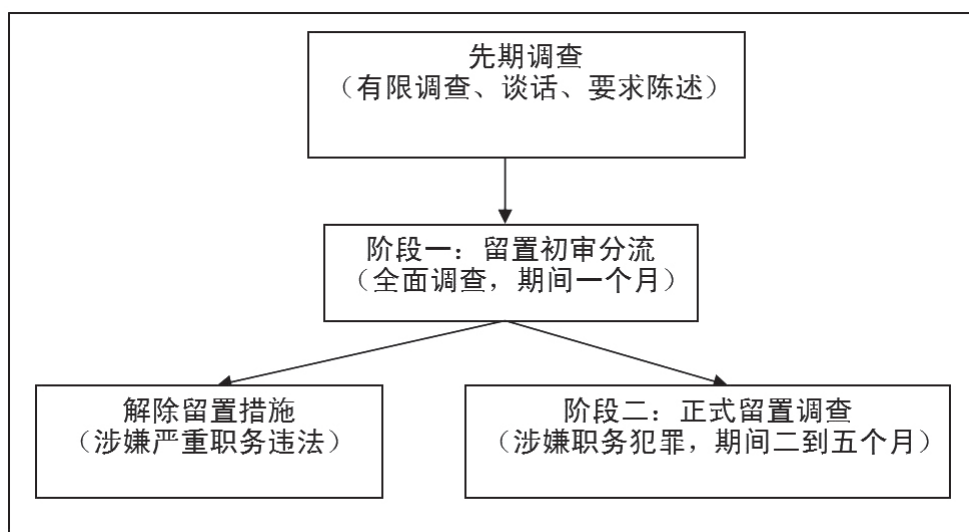 先期调查
（有限调查、谈话、要求陈述）
阶段一：留置初审分流
（全面调查，期间一个月）
解除留置措施
（涉嫌严重职务违法）
阶段二：正式留置调查
（涉嫌职务犯罪，期间二到五个月）